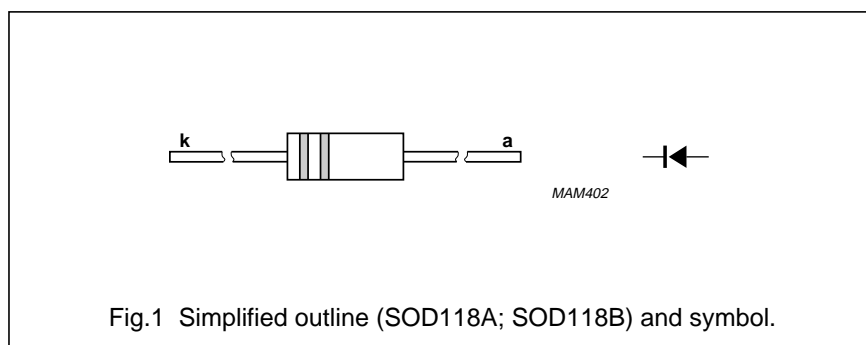 k
a
MAM402
Fig.1 Simplified outline (SOD118A; SOD118B) and symbol.